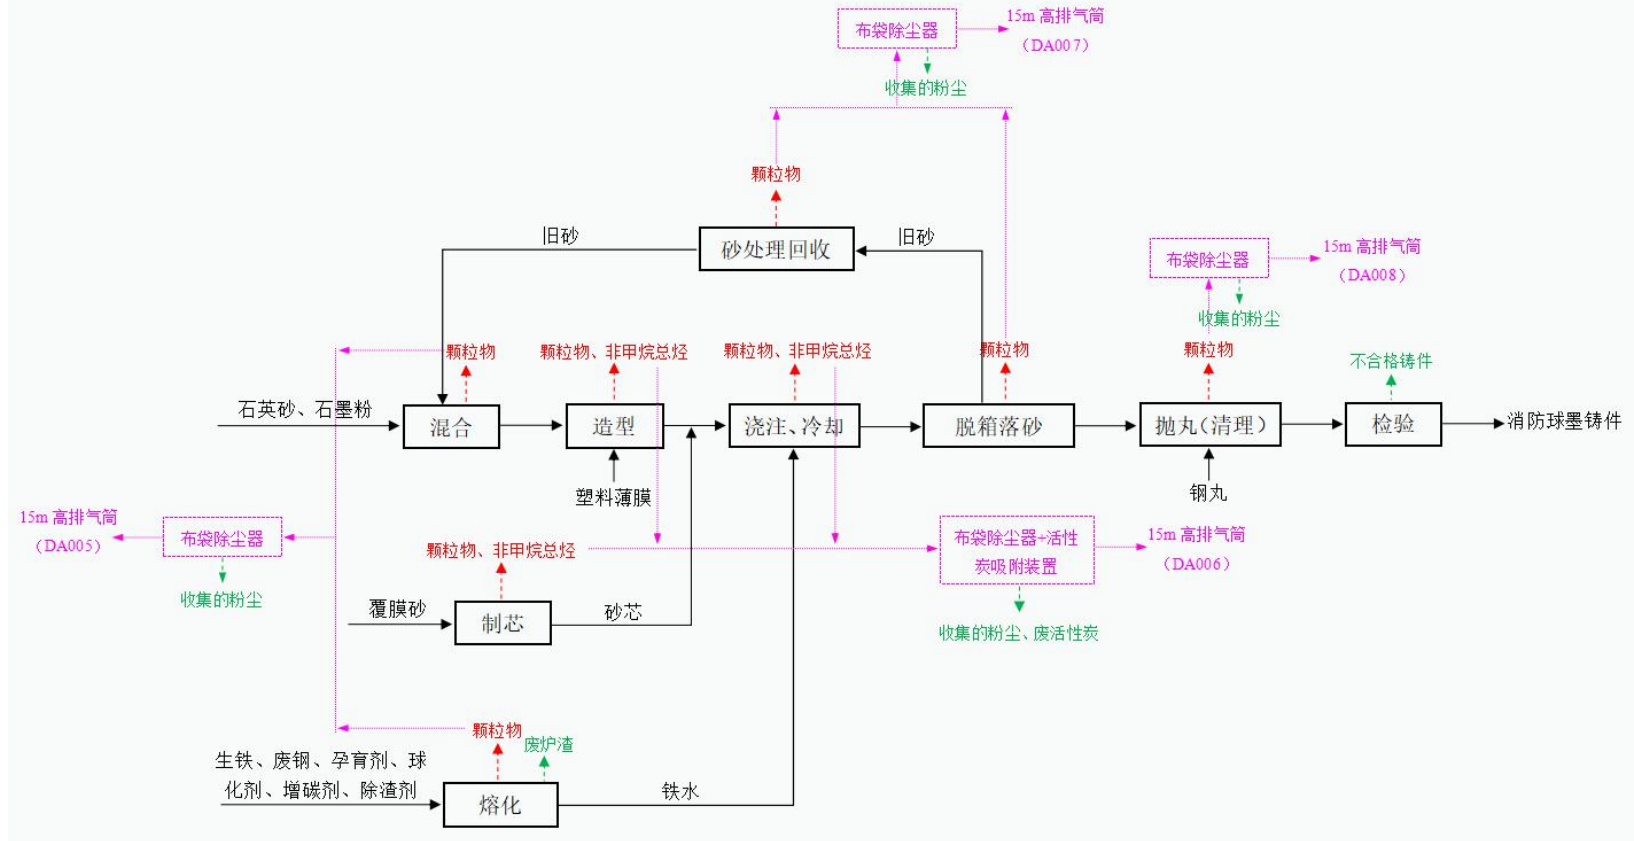 布袋除尘器
15m 高排气筒
（DA007）
收集的粉尘
颗粒物
旧砂
砂处理回收
旧砂
布袋除尘器
15m 高排气筒
（DA008）
收集的粉尘
颗粒物
颗粒物、非甲烷总烃
颗粒物、非甲烷总烃
颗粒物
颗粒物
不合格铸件
石英砂、石墨粉
混合
造型
浇注、冷却
脱箱落砂
抛丸（清理）
检验
消防球墨铸件
塑料薄膜
钢丸
15m 高排气筒
（DA005）
布袋除尘器
收集的粉尘
颗粒物、非甲烷总烃
布袋除尘器+活性
炭吸附装置
15m 高排气筒
（DA006）
收集的粉尘、废活性炭
覆膜砂
制芯
砂芯
颗粒物
废炉渣
生铁、废钢、孕育剂、球
化剂、增碳剂、除渣剂
熔化
铁水